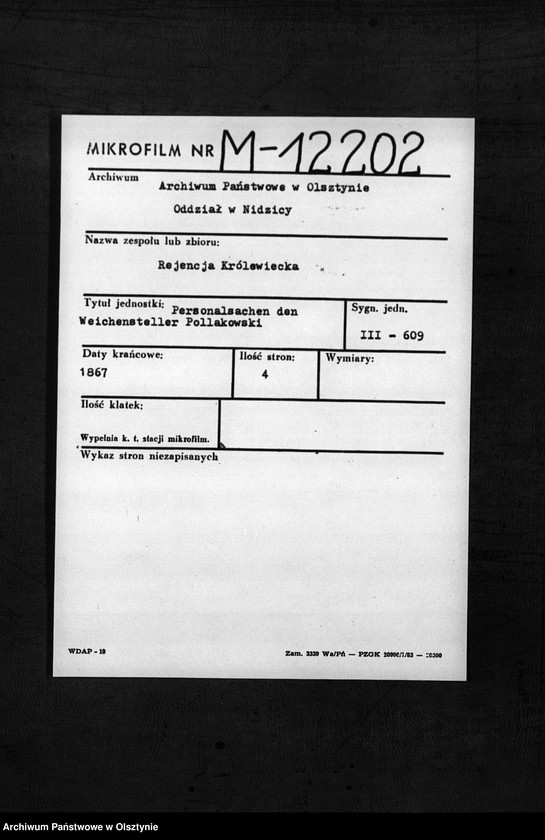 MIKROFILM NR M-12202
Archiwum
Archiwum Państwowe w Olsztynie
Oddział w Nidzicy
Nazwa zespołu lub zbioru:
Rejencja Królewiecka
Tytuł jednostki: Personalsachen den
Weichensteller Pollakowski
Sygn. jedn.
III - 609
Daty krańcowe:
1867
Ilość stron:
4
Wymiary:
Ilość klatek:
Wypełnia k. t. stacji mikrofilm.
Wykaz stron niezapisanych
WDAP - 10
Zam. 3339 Wa/Pń — PZGK
Archiwum Państwowe w Olsztynie